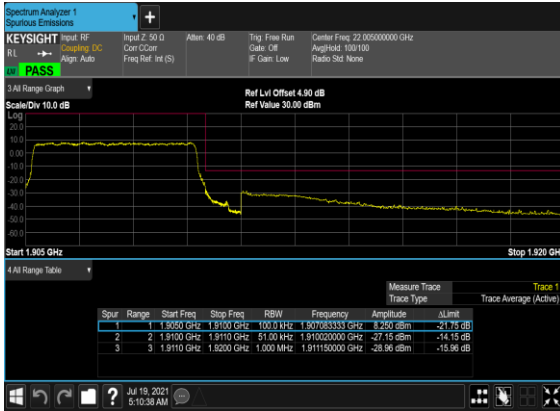 Spectrum Analyzer 1
Spurious Emissions
+
KEYSIGHT Input: RF Input Z: 50 Ω Atten: 40 dB Trig: Free Run Center Freq: 22.005000000 GHz
RL Coupling: DC Corr CCorr Gate: Off Avg|Hold: 100/100
Align: Auto Freq Ref: Int (S) IF Gain: Low Radio Std: None
PASS
3 All Range Graph
Ref Lvl Offset 4.90 dB
Scale/Div 10.0 dB Ref Value 30.00 dBm
Log
20.0
10.0
0.00
-10.0
-20.0
-30.0
-40.0
-50.0
-60.0
Start 1.905 GHz Stop 1.920 GH
4 All Range Table
Measure Trace Trace 1
Trace Type Trace Average (Active)
Spur Range Start Freq Stop Freq RBW Frequency Amplitude ΔLimit
1 1 1.9050 GHz 1.9100 GHz 100.0 kHz 1.907083333 GHz 8.250 dBm -21.75 dB
2 2 1.9100 GHz 1.9110 GHz 51.00 kHz 1.910020000 GHz -27.15 dBm -14.15 dB
3 3 1.9110 GHz 1.9200 GHz 1.000 MHz 1.911150000 GHz -28.96 dBm -15.96 dB
?
Jul 19, 2021
5:10:38 AM